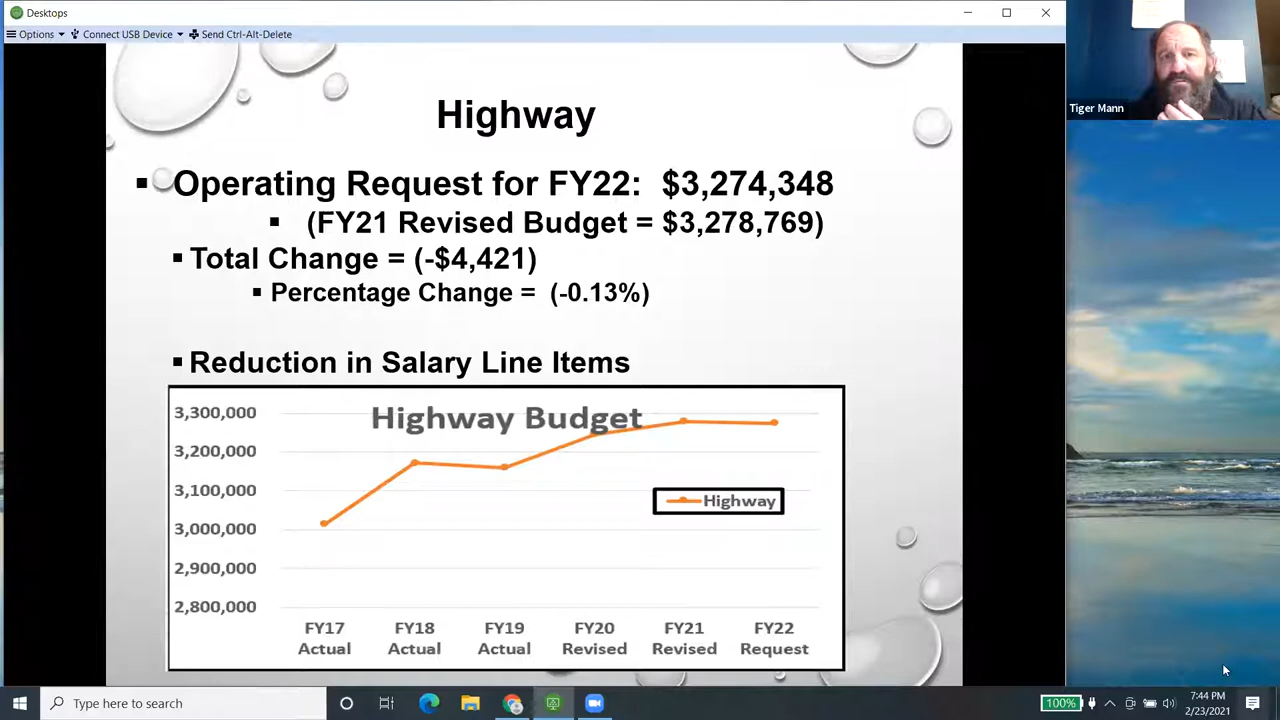 Desktops
Options Connect USB Device Send Ctrl-Alt-Delete
Tiger Mann
Highway
Operating Request for FY22: $3,274,348
(FY21 Revised Budget = $3,278,769)
Total Change = (-$4,421)
Percentage Change = (-0.13%)
Reduction in Salary Line Items
Highway Budget
3,300,000
3,200,000
3,100,000
3,000,000
2,900,000
2,800,000
Highway
FY17 Actual
FY18 Actual
FY19 Actual
FY20 Revised
FY21 Revised
FY22 Request
Type here to search
100%
7:44 PM
2/23/2021